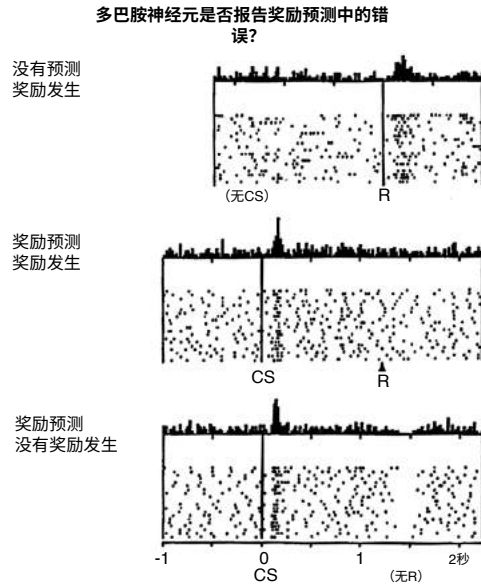 多巴胺神经元是否报告奖励预测中的错
误？
没有预测
奖励发生
（无CS）
R
奖励预测
奖励发生
CS
R
奖励预测
没有奖励发生
-1
0
1
2秒
CS
（无R）